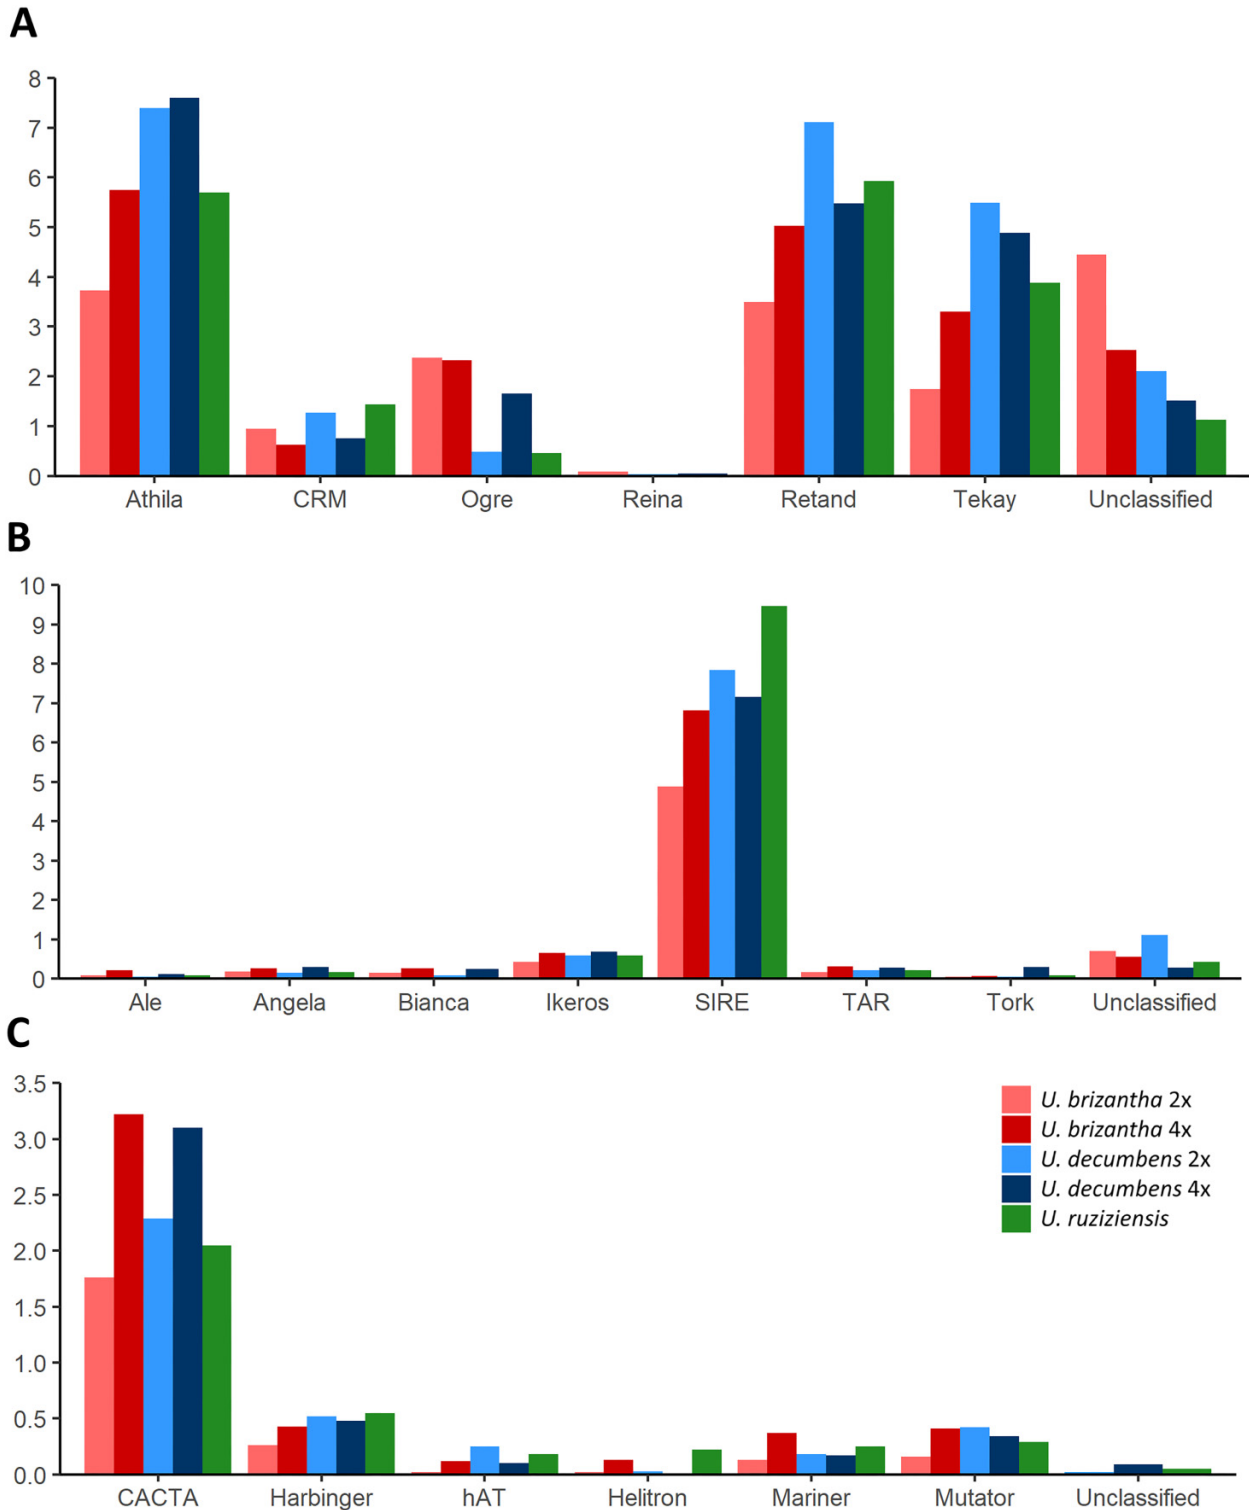 A
8
7
6
5
4
3
2
1
0
Athila CRM Ogre Reina Retand Tekay Unclassified
B
10
9
8
7
6
5
4
3
2
1
0
Ale Angela Bianca Ikeros SIRE TAR Tork Unclassified
C
3.5
3.0
2.5
2.0
1.5
1.0
0.5
0.0
U. brizantha 2x
U. brizantha 4x
U. decumbens 2x
U. decumbens 4x
U. ruziziensis
CACTA Harbinger hAT Helitron Mariner Mutator Unclassified